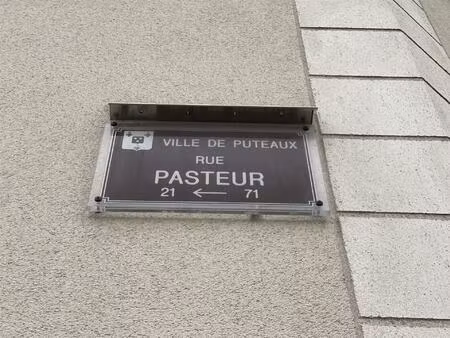 VILLE DE PUTEAUX
RUE
PASTEUR
21 ← 71